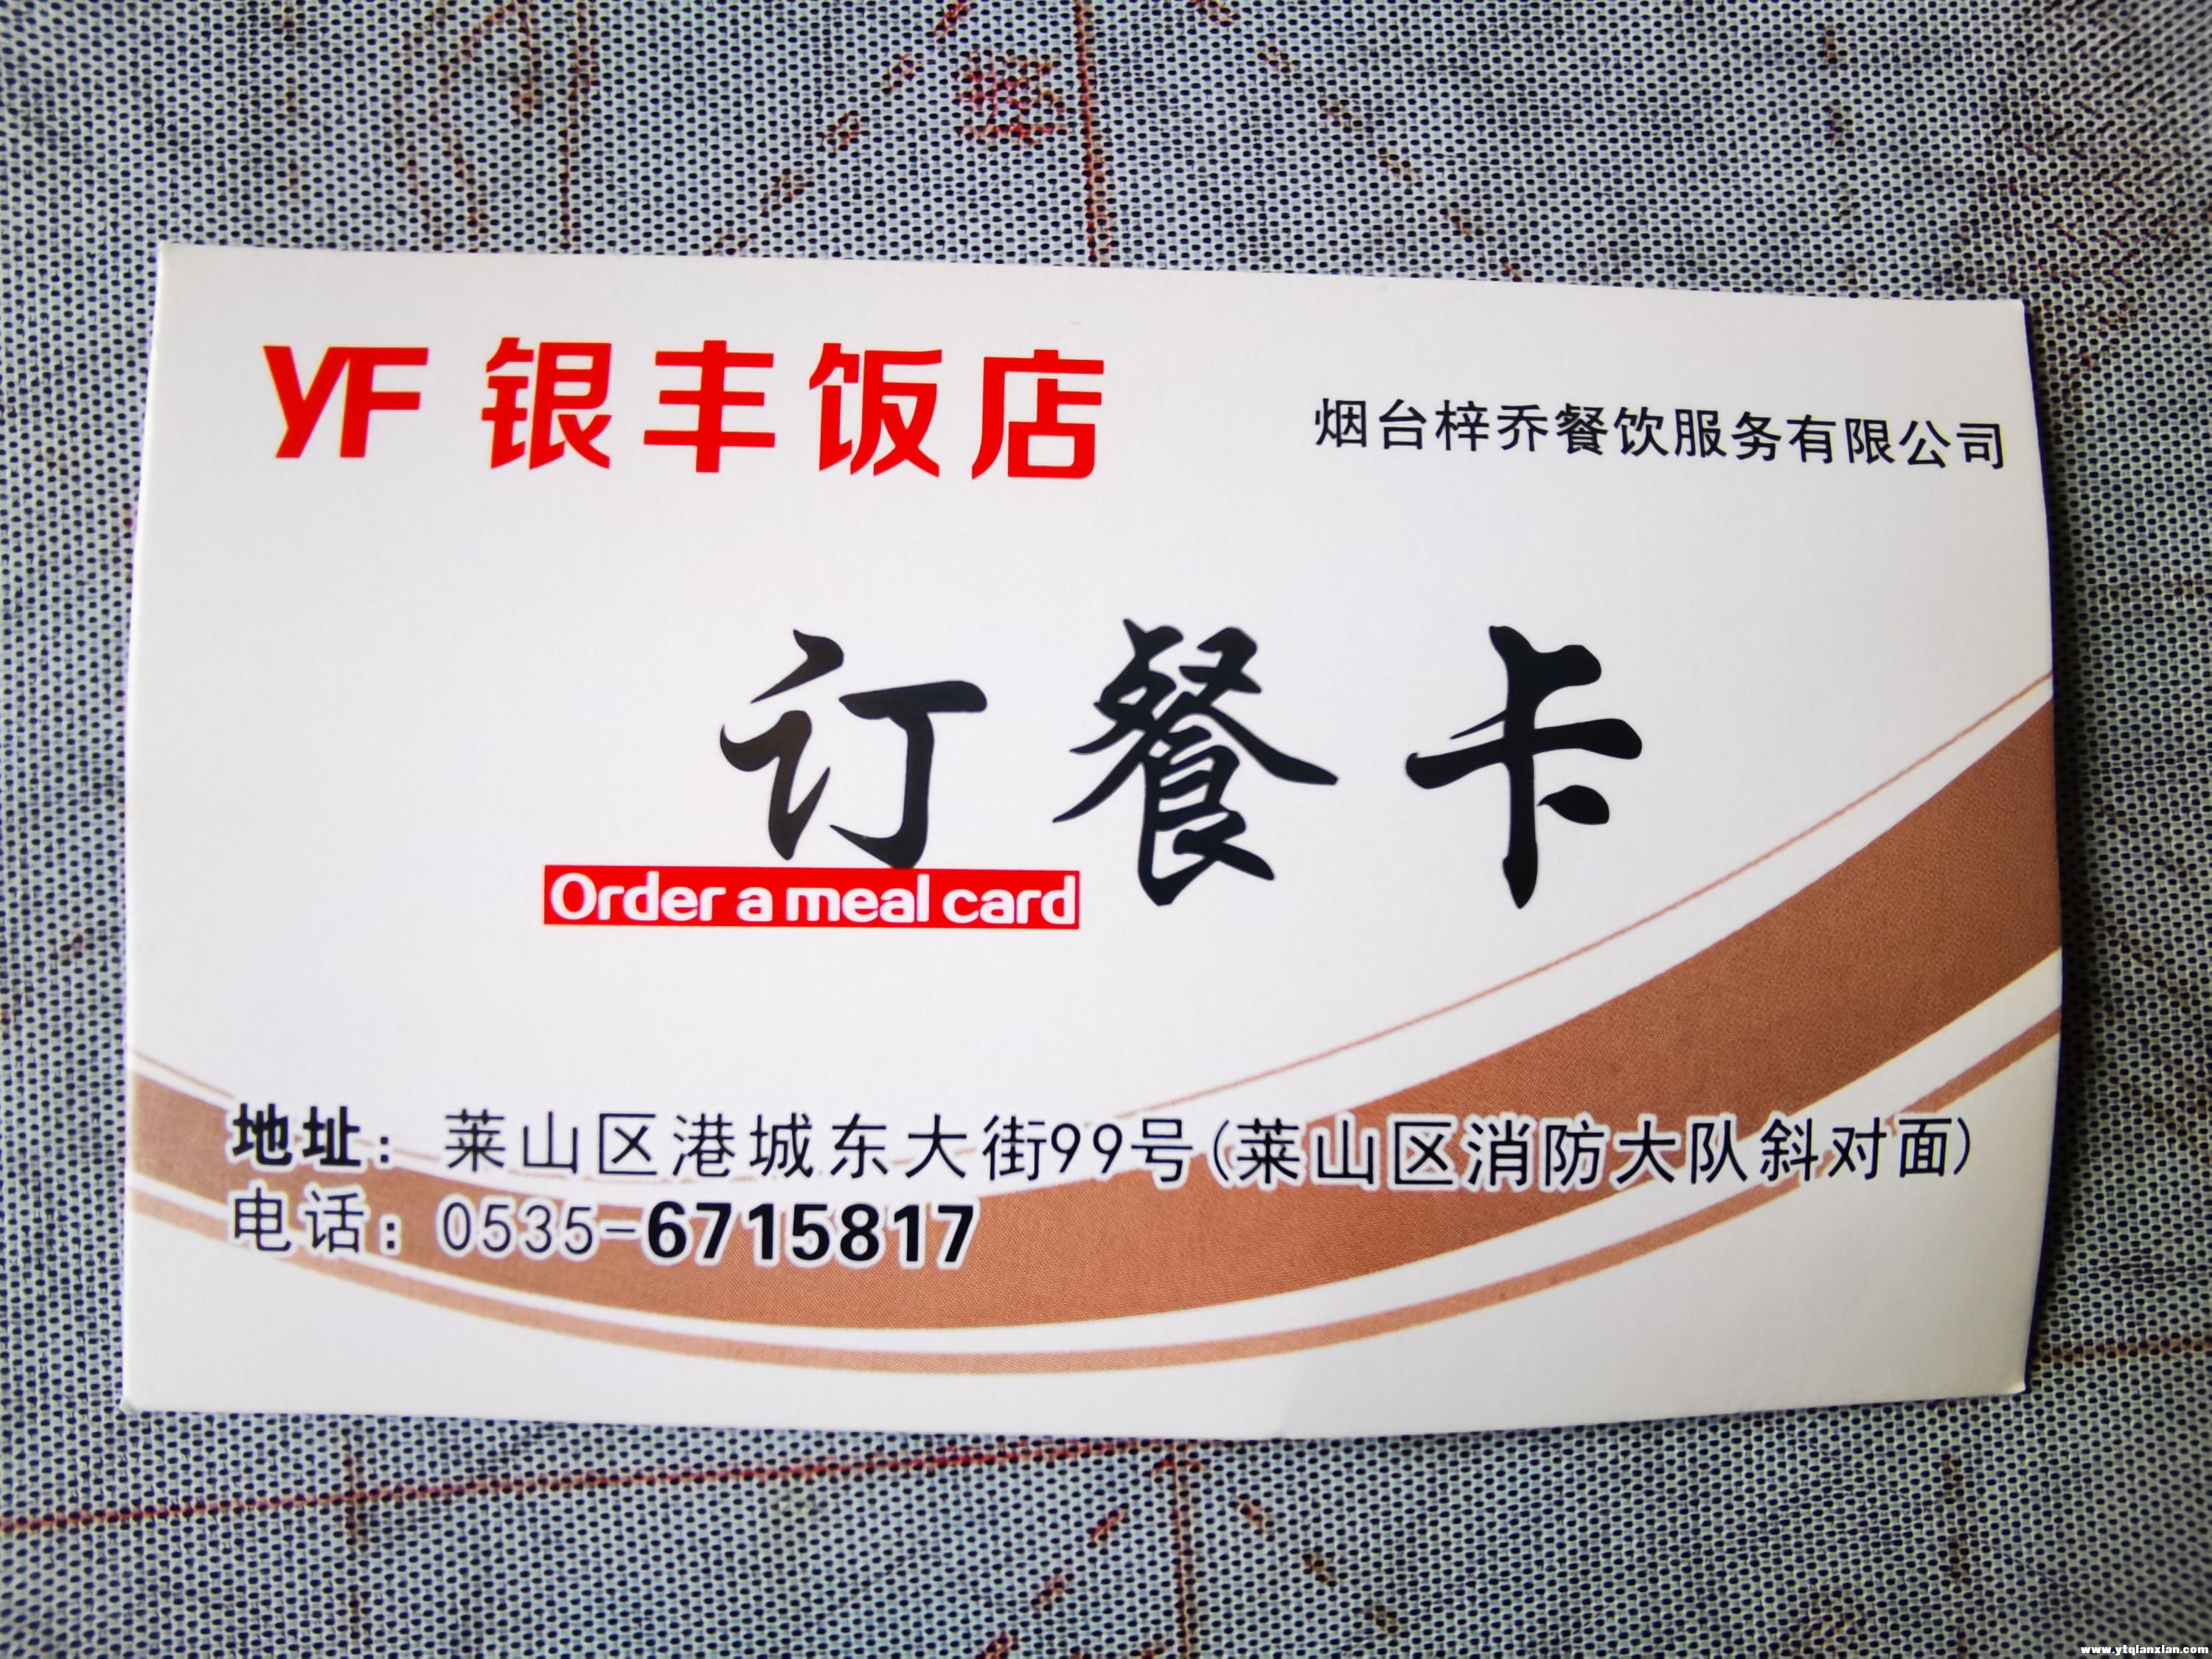 YF 银丰饭店
烟台梓乔餐饮服务有限公司
订餐卡
Order a meal card
地址：莱山区港城东大街99号(莱山区消防大队斜对面)
电话：0535-6715817
www.ytqianxian.com